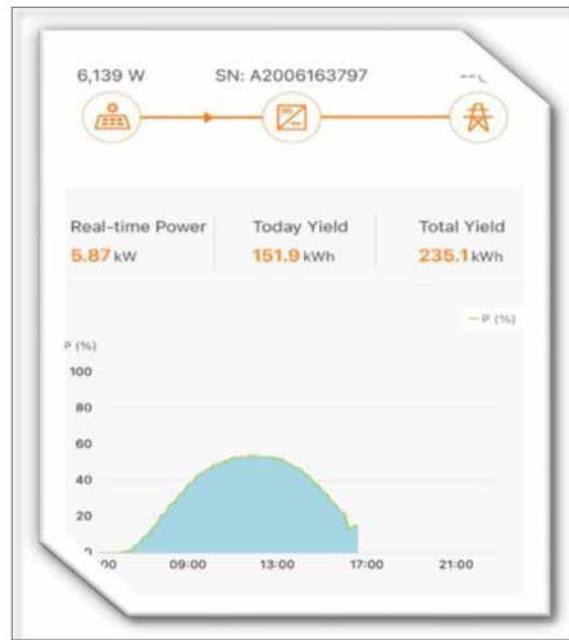 6,139 W SN: A2006163797
Real-time Power Today Yield Total Yield
5.87 kW 151.9 kWh 235.1 kWh
P (%)
P (%)
100
80
60
40
20
09:00 13:00 17:00 21:00